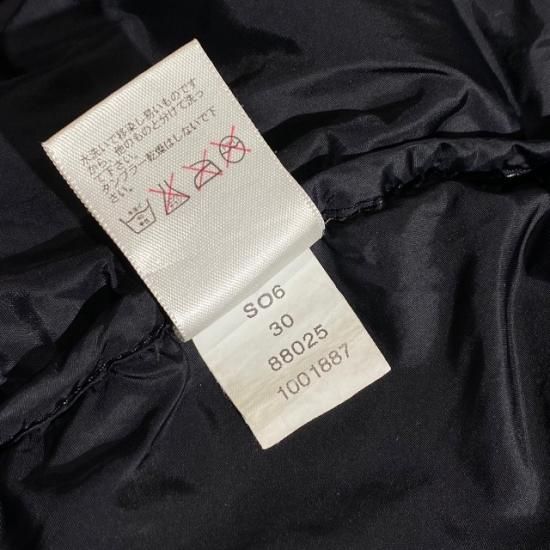 水洗いで移染し易いものです
から、他のものと分けて洗っ
て下さい。
タンブラー乾燥はしないで下
さい。
SO6
30
88025
1001887